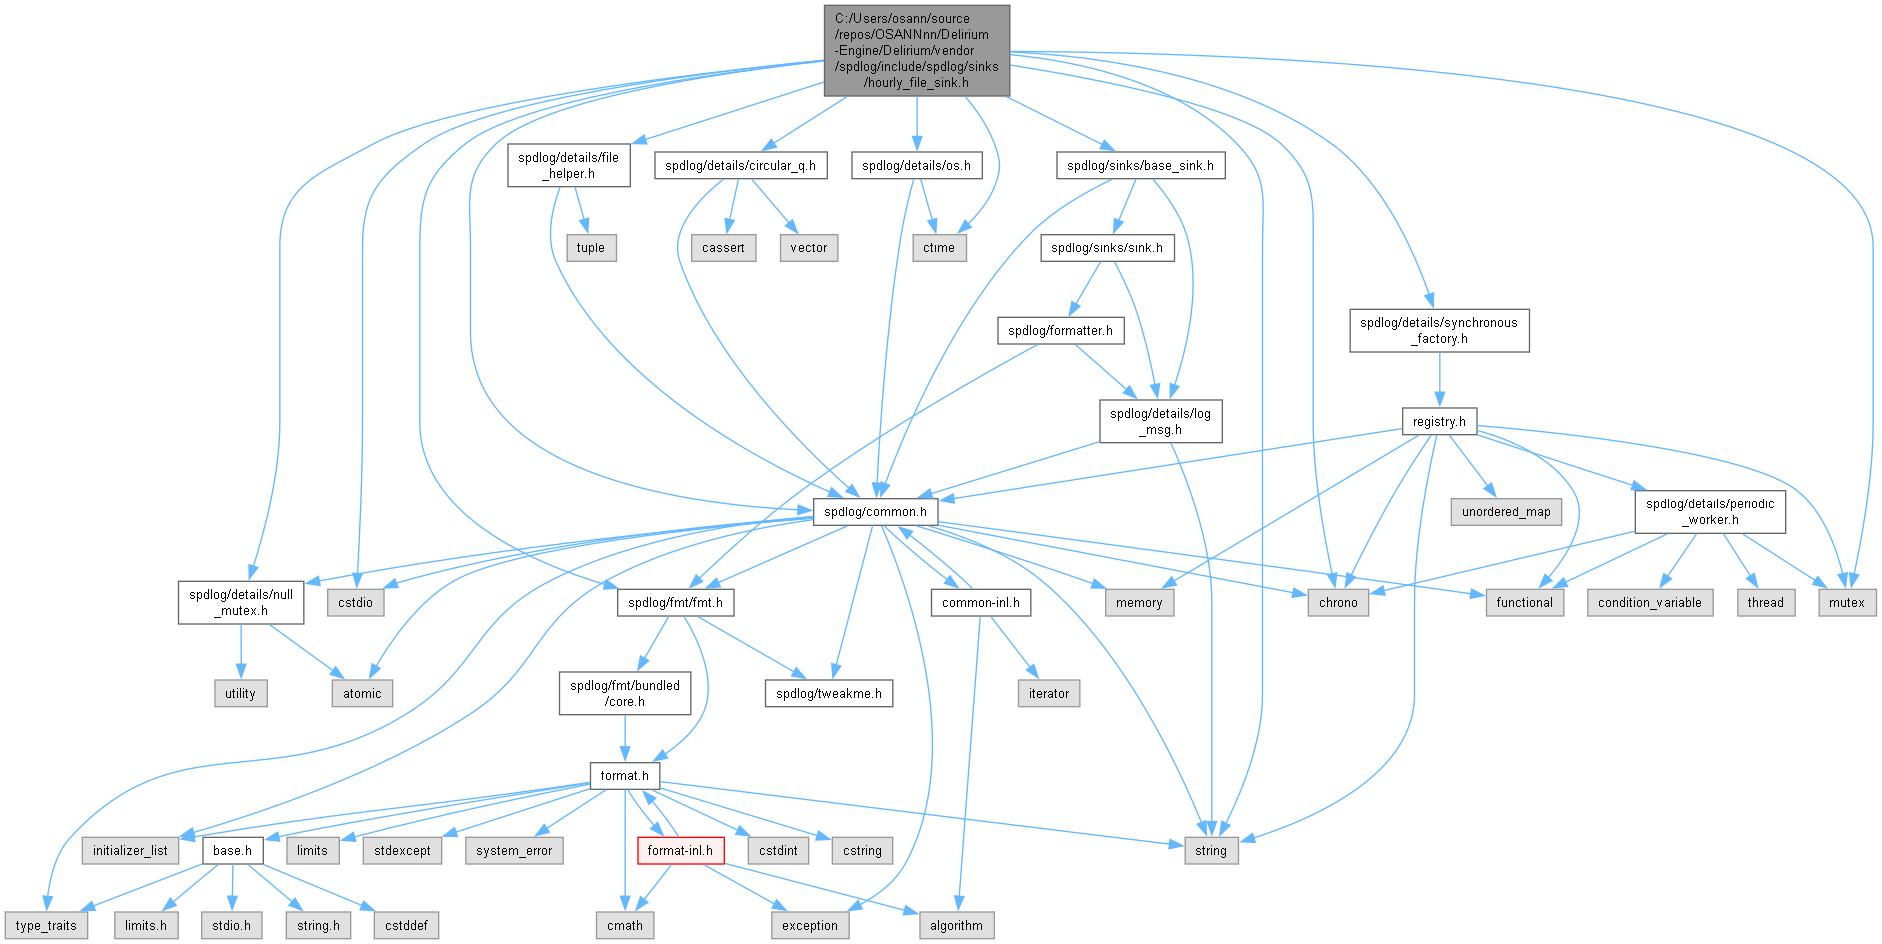 C:/Users/osann/source
/repos/OSANNnn/Delirium
-Engine/Delirium/vendor
/spdlog/include/spdlog/sinks
/hourly_file_sink.h
spdlog/details/file
_helper.h
spdlog/details/circular_q.h
spdlog/details/os.h
spdlog/sinks/base_sink.h
tuple
cassert
vector
ctime
spdlog/sinks/sink.h
spdlog/formatter.h
spdlog/details/synchronous
_factory.h
spdlog/details/log
_msg.h
registry.h
spdlog/common.h
unordered_map
spdlog/details/periodic
_worker.h
spdlog/details/null
_mutex.h
cstdio
spdlog/fmt/fmt.h
common-inl.h
memory
chrono
functional
condition_variable
thread
mutex
utility
atomic
spdlog/fmt/bundled
/core.h
spdlog/tweakme.h
iterator
format.h
initializer_list
base.h
limits
stdexcept
system_error
format-inl.h
cstdint
cstring
string
type_traits
limits.h
stdio.h
string.h
cstddef
cmath
exception
algorithm